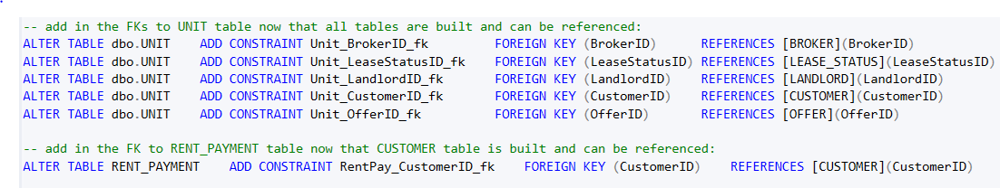 -- add in the FKs to UNIT table now that all tables are built and can be referenced:
ALTER TABLE dbo.UNIT    ADD CONSTRAINT Unit_BrokerID_fk       FOREIGN KEY (BrokerID)      REFERENCES [BROKER](BrokerID)
ALTER TABLE dbo.UNIT    ADD CONSTRAINT Unit_LeaseStatusID_fk    FOREIGN KEY (LeaseStatusID) REFERENCES [LEASE_STATUS](LeaseStatusID)
ALTER TABLE dbo.UNIT    ADD CONSTRAINT Unit_LandlordID_fk       FOREIGN KEY (LandlordID)    REFERENCES [LANDLORD](LandlordID)
ALTER TABLE dbo.UNIT    ADD CONSTRAINT Unit_CustomerID_fk       FOREIGN KEY (CustomerID)    REFERENCES [CUSTOMER](CustomerID)
ALTER TABLE dbo.UNIT    ADD CONSTRAINT Unit_OfferID_fk       FOREIGN KEY (OfferID)       REFERENCES [OFFER](OfferID)
-- add in the FK to RENT_PAYMENT table now that CUSTOMER table is built and can be referenced:
ALTER TABLE RENT_PAYMENT    ADD CONSTRAINT RentPay_CustomerID_fk    FOREIGN KEY (CustomerID)    REFERENCES [CUSTOMER](CustomerID)